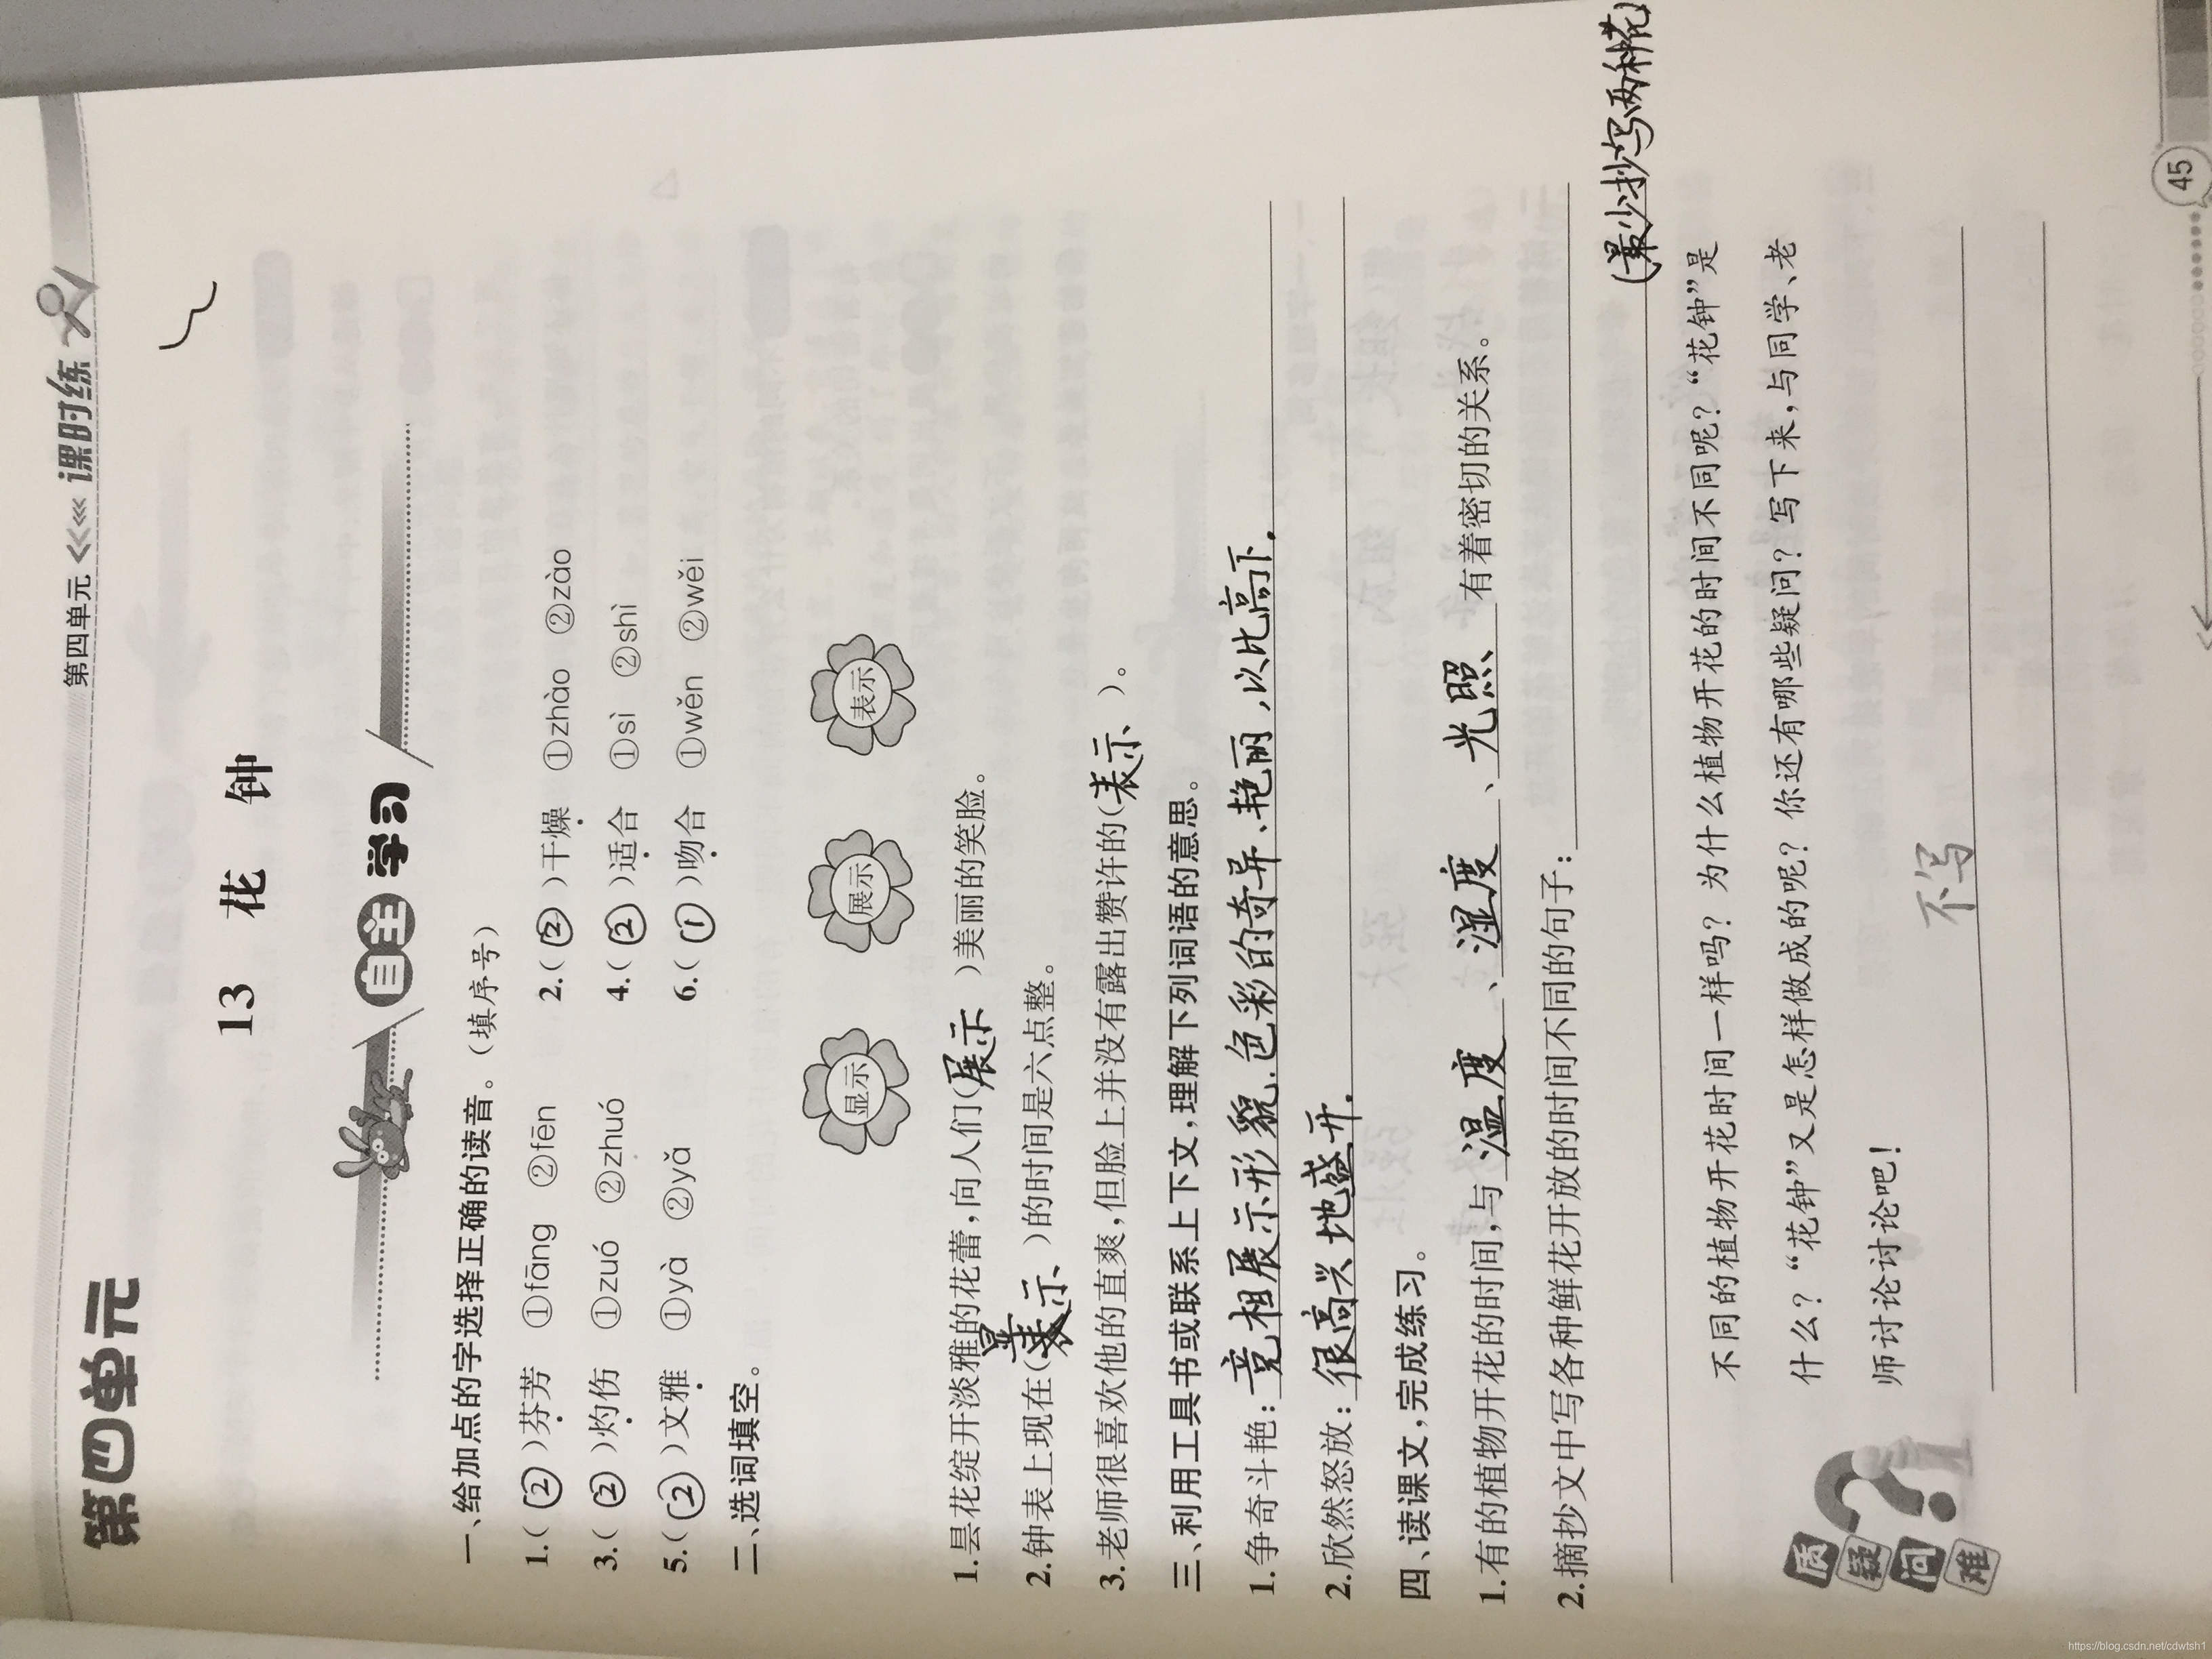 第四单元 <<<< 课时练
第四单元
13 花 钟
自主学习
一、给加点的字选择正确的读音。(填序号)
1.(②)芬芳 ①fāng ②fēn 2.(②)干燥 ①zhào ②zào
3.(②)灼伤 ①zuó ②zhuó 4.(②)适合 ①sì ②shì
5.(②)文雅 ①yà ②yǎ 6.(①)吻合 ①wěn ②wěi
二、选词填空。
显示 展示 表示
1.昙花绽开淡雅的花蕾,向人们(展示)美丽的笑脸。
2.钟表上现在(显示)的时间是六点整。
3.老师很喜欢他的直爽,但脸上并没有露出赞许的(表示)。
三、利用工具书或联系上下文,理解下列词语的意思。
1.争奇斗艳:竞相展示形貌、色彩的奇异、艳丽,以比高下.
2.欣然怒放:很高兴地盛开.
四、读课文,完成练习。
1.有的植物开花的时间,与温度、湿度、光照有着密切的关系。
2.摘抄文中写各种鲜花开放的时间不同的句子:
(最少抄写两种花)
质疑问难
不同的植物开花时间一样吗?为什么植物开花的时间不同呢?“花钟”是
什么?“花钟”又是怎样做成的呢?你还有哪些疑问?写下来,与同学、老
师讨论讨论吧!
不写
45
https://blog.csdn.net/cdwtsh1